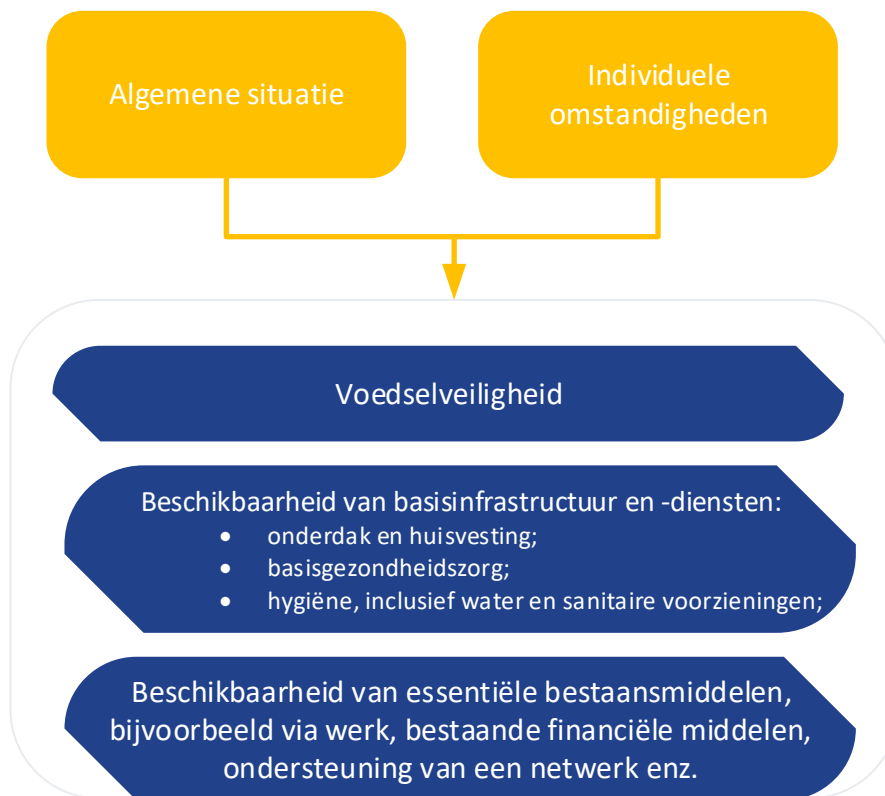 Algemene situatie
Individuele
omstandigheden
Voedselveiligheid
Beschikbaarheid van basisinfrastructuur en -diensten:
• onderdak en huisvesting;
• basisgezondheidszorg;
• hygiëne, inclusief water en sanitaire voorzieningen;
Beschikbaarheid van essentiële bestaansmiddelen,
bijvoorbeeld via werk, bestaande financiële middelen,
ondersteuning van een netwerk enz.